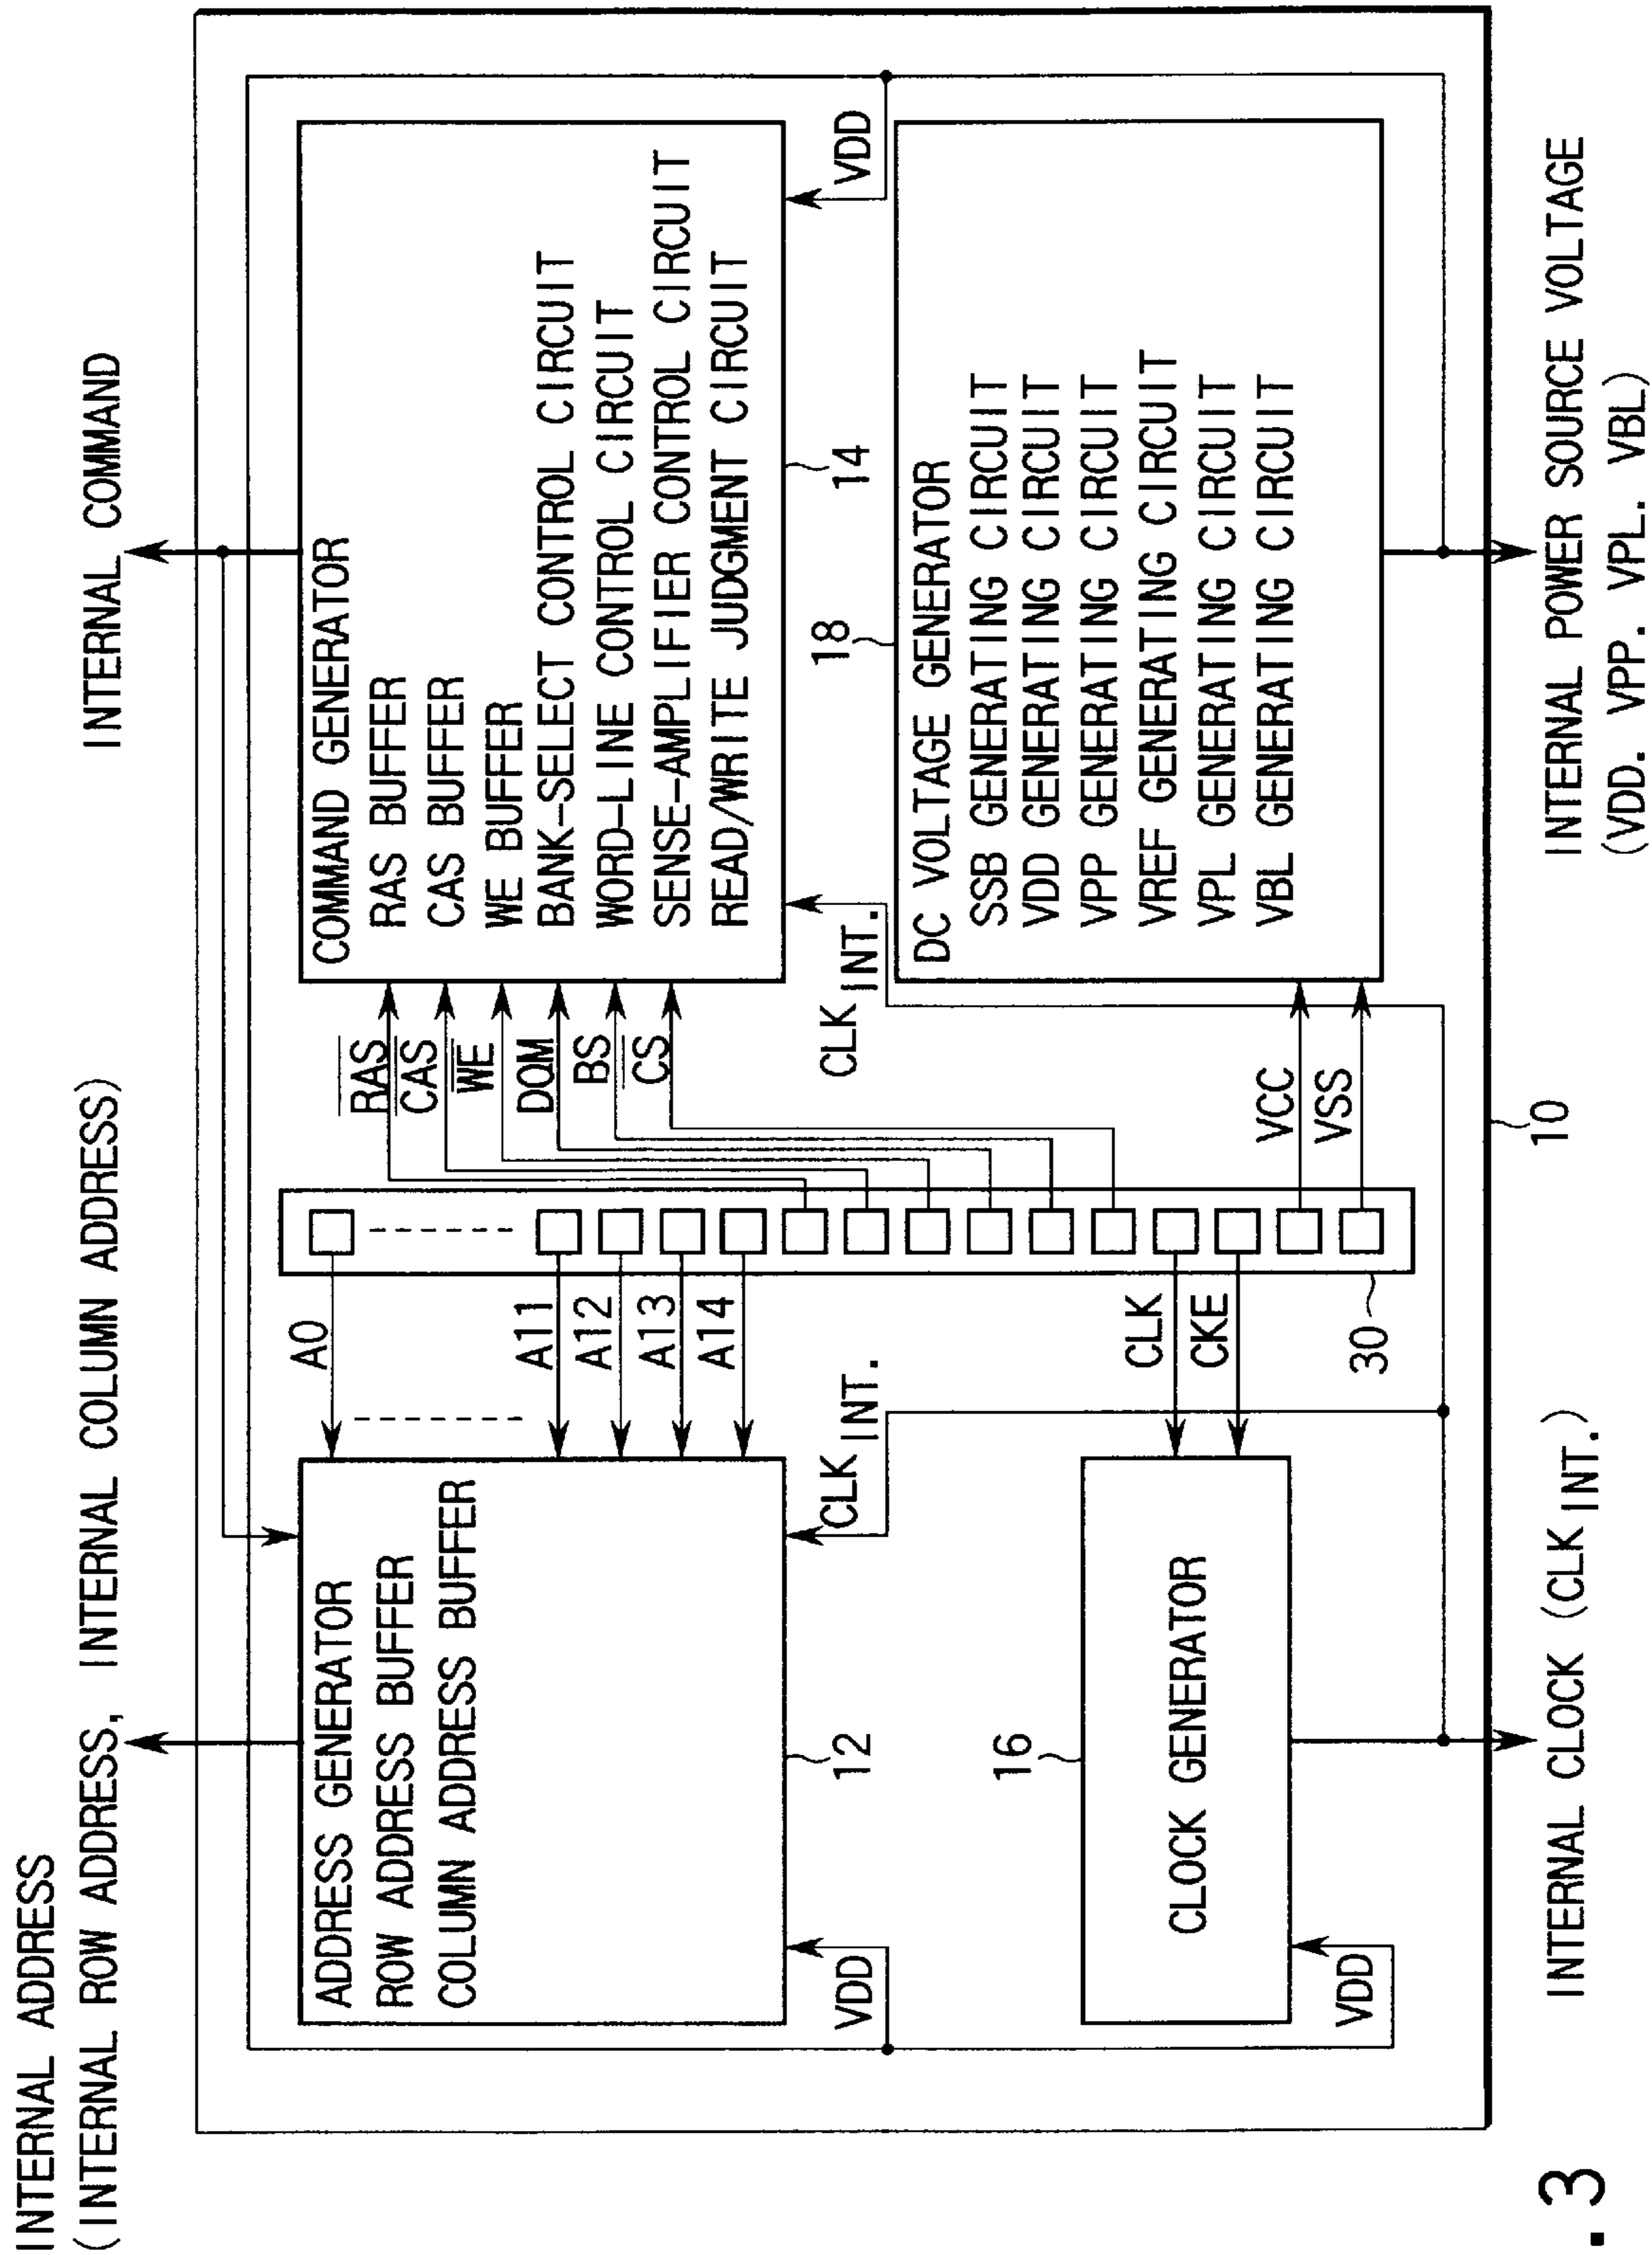 INTERNAL ADDRESS
(INTERNAL ROW ADDRESS, INTERNAL COLUMN ADDRESS)
INTERNAL COMMAND
ADDRESS GENERATOR
ROW ADDRESS BUFFER
COLUMN ADDRESS BUFFER
12
VDD
CLK INT.
A0
A11
A12
A13
A14
RAS
CAS
WE
DQM
BS
CS
COMMAND GENERATOR
RAS BUFFER
CAS BUFFER
WE BUFFER
BANK-SELECT CONTROL CIRCUIT
WORD-LINE CONTROL CIRCUIT
SENSE-AMPLIFIER CONTROL CIRCUIT
READ/WRITE JUDGMENT CIRCUIT
14
CLK INT.
VDD
16
CLOCK GENERATOR
VDD
CLK
CKE
30
VCC
VSS
18
DC VOLTAGE GENERATOR
SSB GENERATING CIRCUIT
VDD GENERATING CIRCUIT
VPP GENERATING CIRCUIT
VREF GENERATING CIRCUIT
VPL GENERATING CIRCUIT
VBL GENERATING CIRCUIT
10
INTERNAL CLOCK (CLK INT.)
INTERNAL POWER SOURCE VOLTAGE
(VDD. VPP. VPL. VBL)
.3